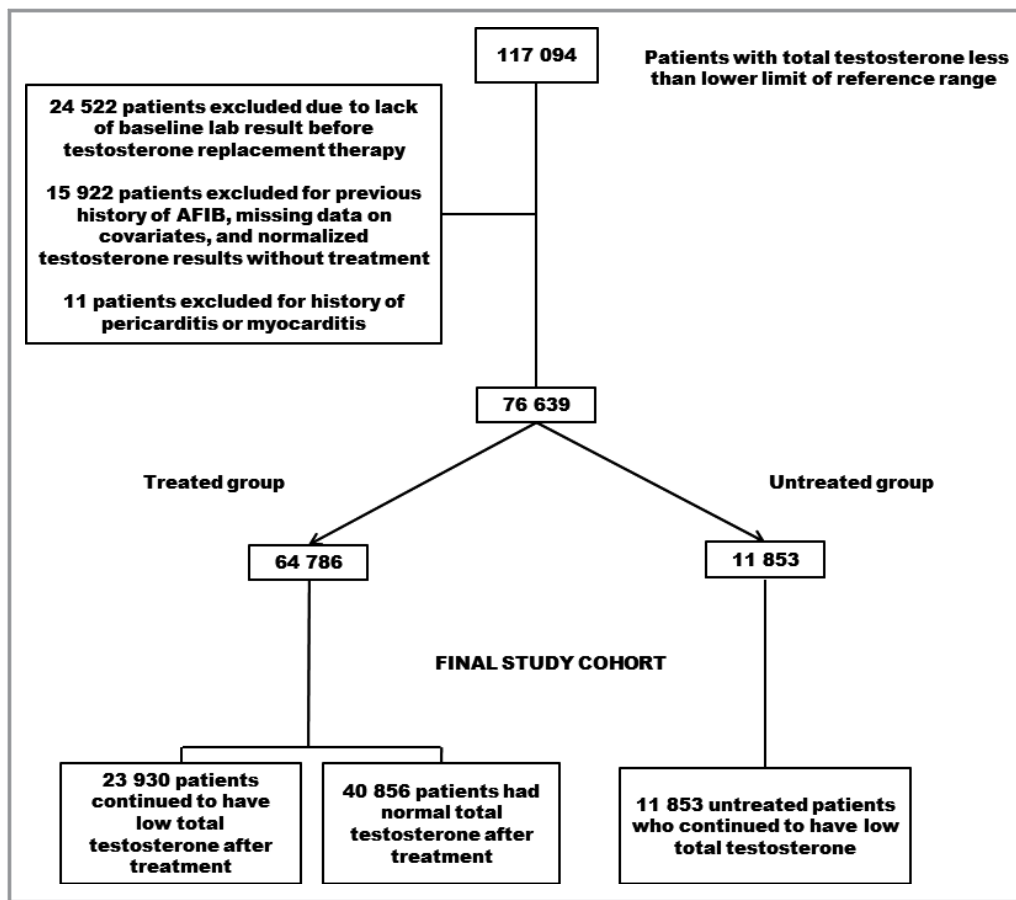 117 094
Patients with total testosterone less
than lower limit of reference range
24 522 patients excluded due to lack
of baseline lab result before
testosterone replacement therapy
15 922 patients excluded for previous
history of AFIB, missing data on
covariates, and normalized
testosterone results without treatment
11 patients excluded for history of
pericarditis or myocarditis
76 639
Treated group
Untreated group
64 786
11 853
FINAL STUDY COHORT
23 930 patients
continued to have
low total
testosterone after
treatment
40 856 patients had
normal total
testosterone after
treatment
11 853 untreated patients
who continued to have low
total testosterone